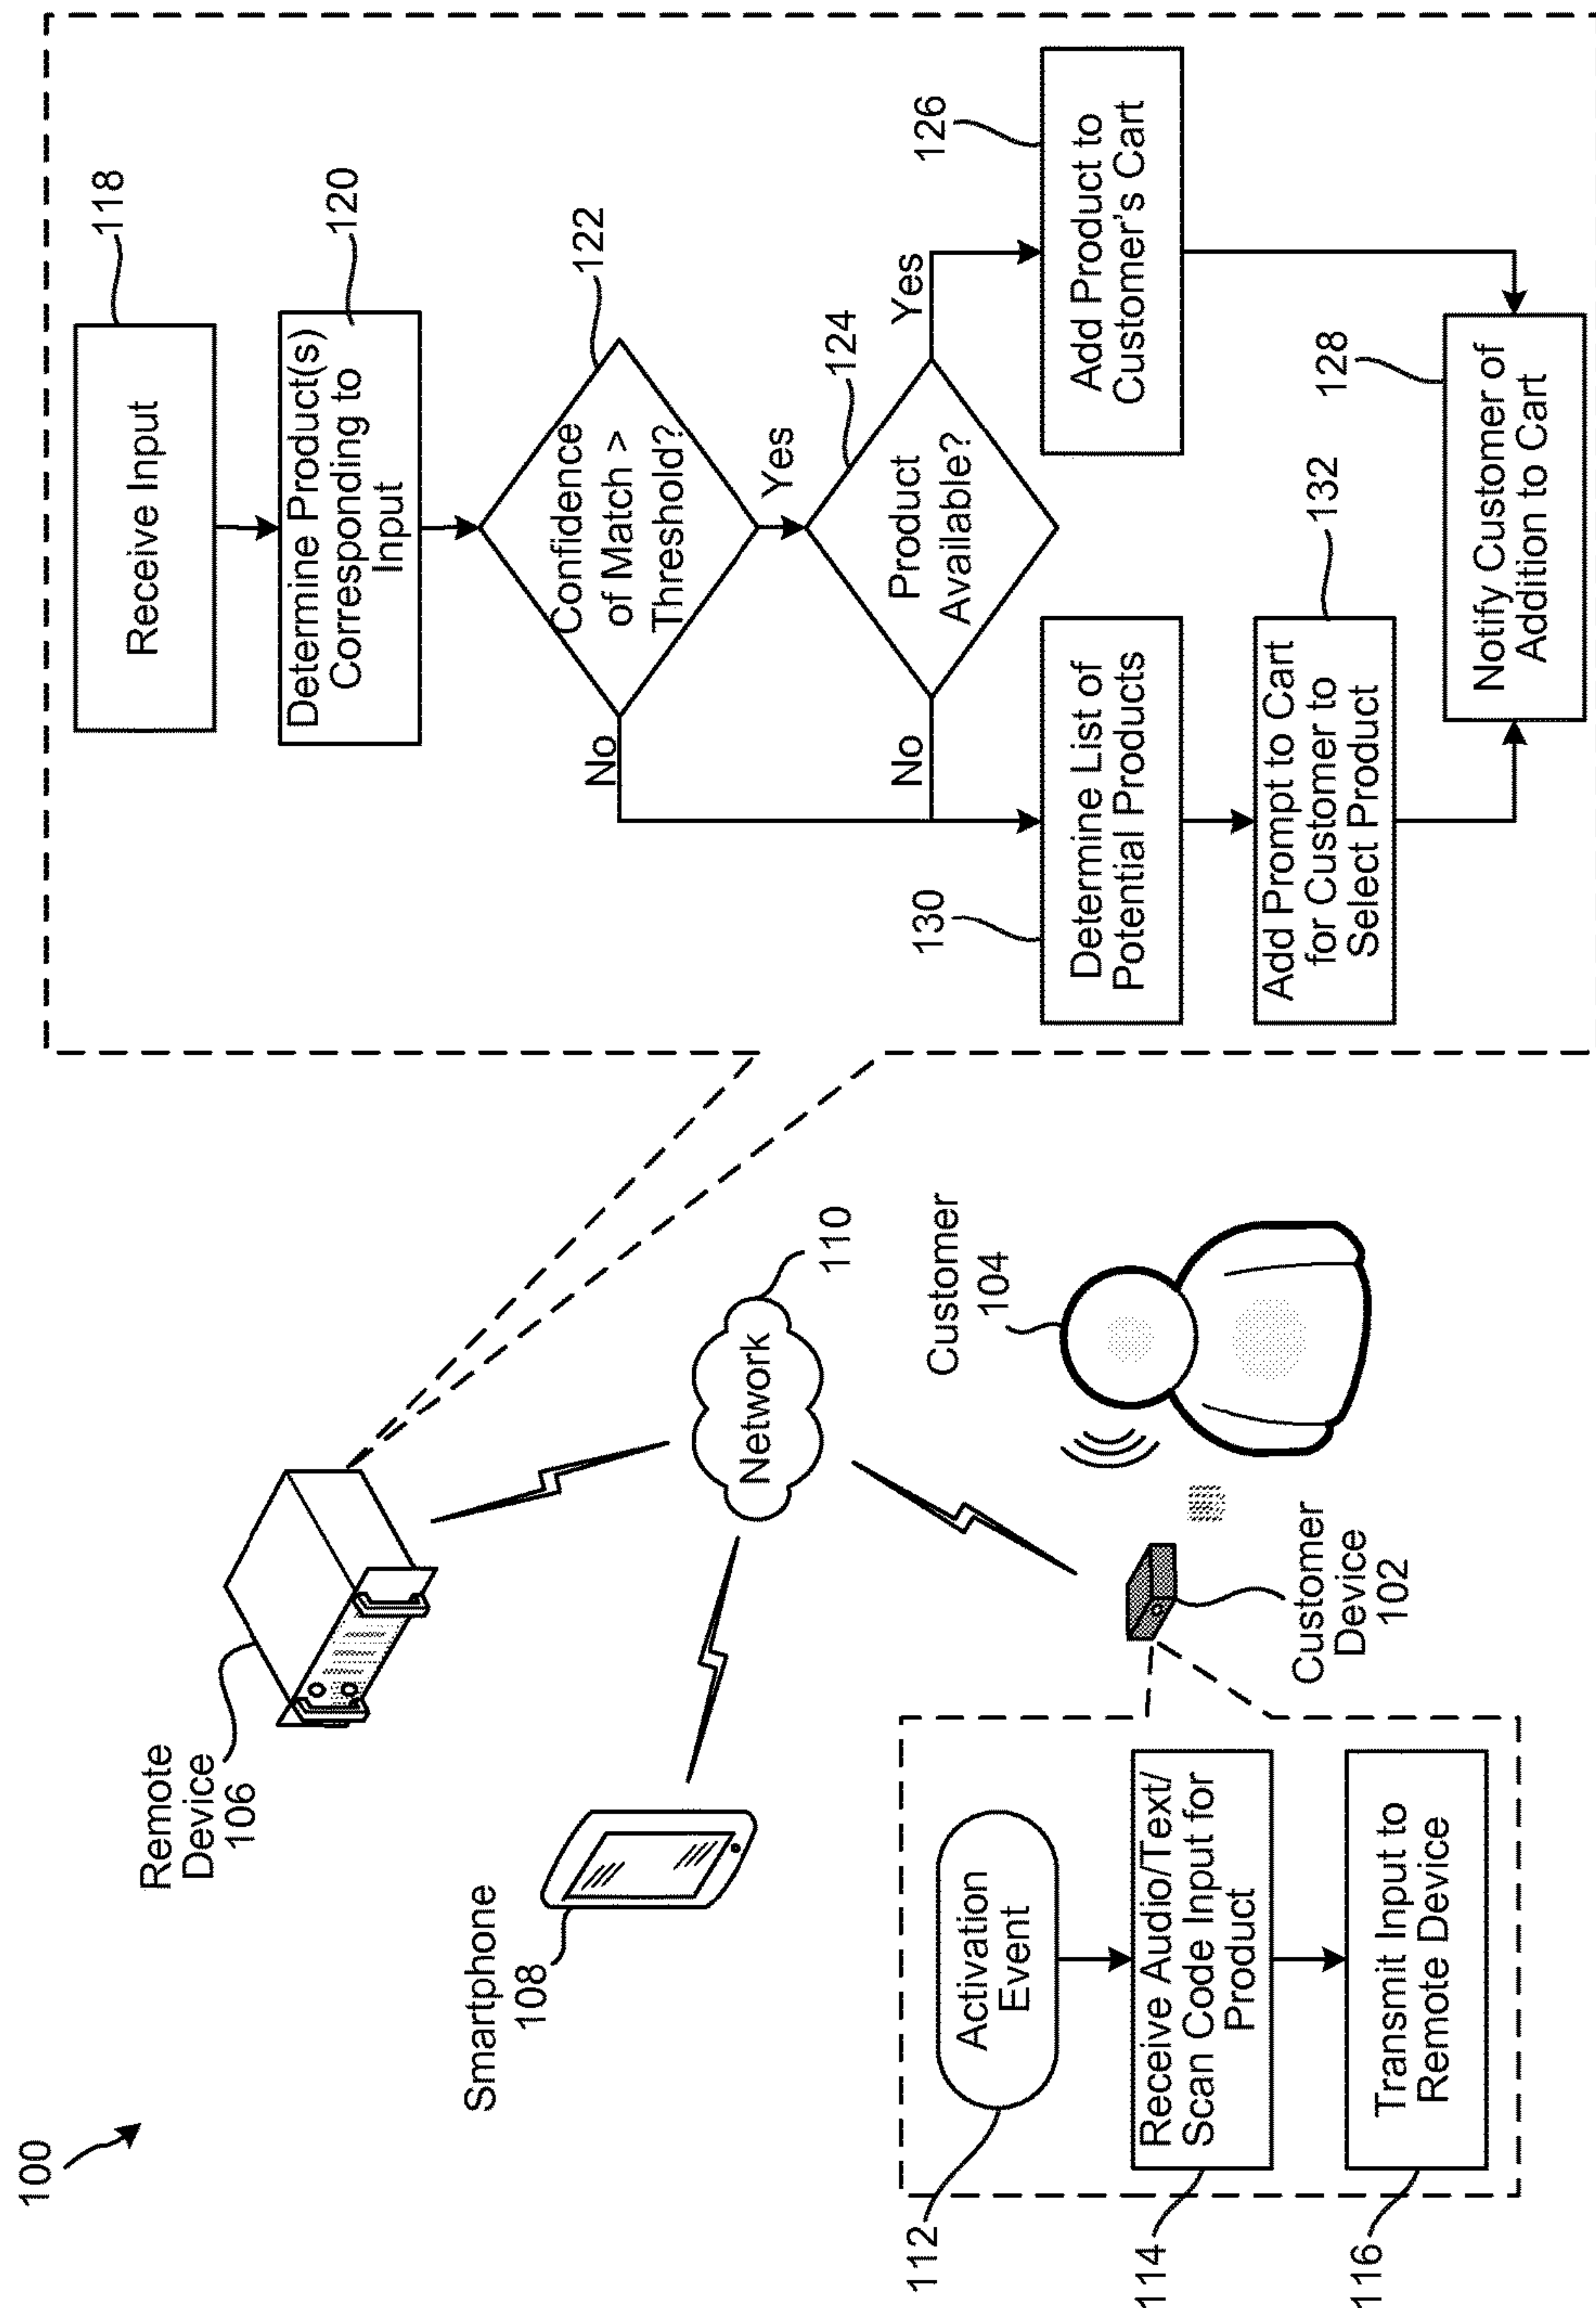 100
Remote
Device
106
Smartphone
108
Network
110
Customer
104
Customer
Device
102
112
Activation
Event
114
Receive Audio/Text/
Scan Code Input for
Product
116
Transmit Input to
Remote Device
118
Receive Input
120
Determine Product(s)
Corresponding to
Input
122
Confidence
of Match >
Threshold?
No
Yes
124
Product
Available?
No
Yes
126
Add Product to
Customer's Cart
130
Determine List of
Potential Products
132
Add Prompt to Cart
for Customer to
Select Product
128
Notify Customer of
Addition to Cart